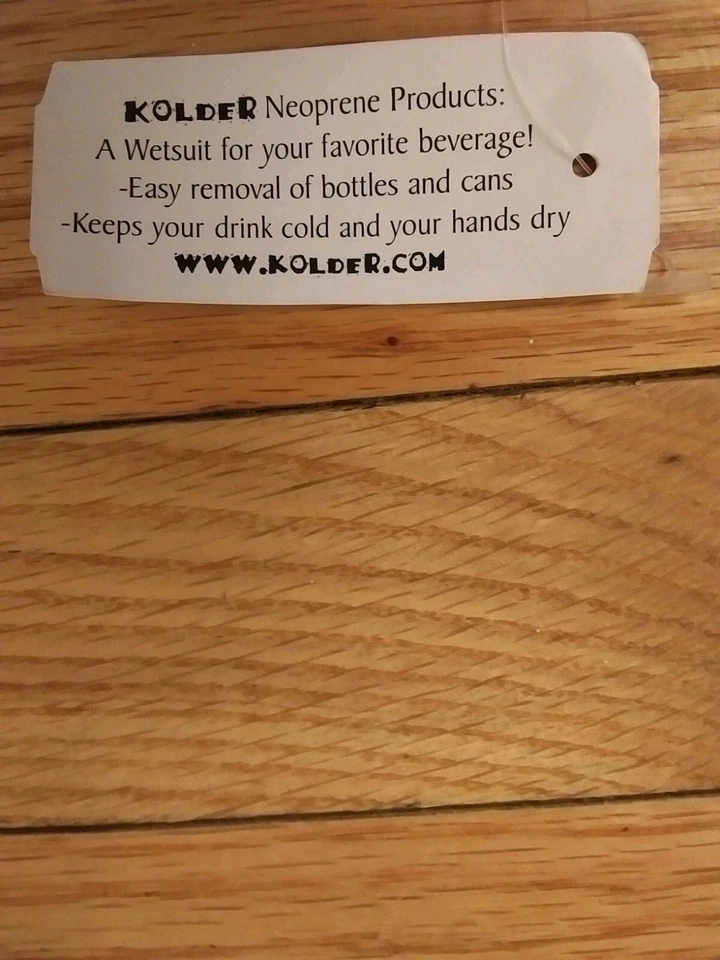 KOLDER Neoprene Products:
A Wetsuit for your favorite beverage!
-Easy removal of bottles and cans
-Keeps your drink cold and your hands dry
WWW.KOLDER.COM